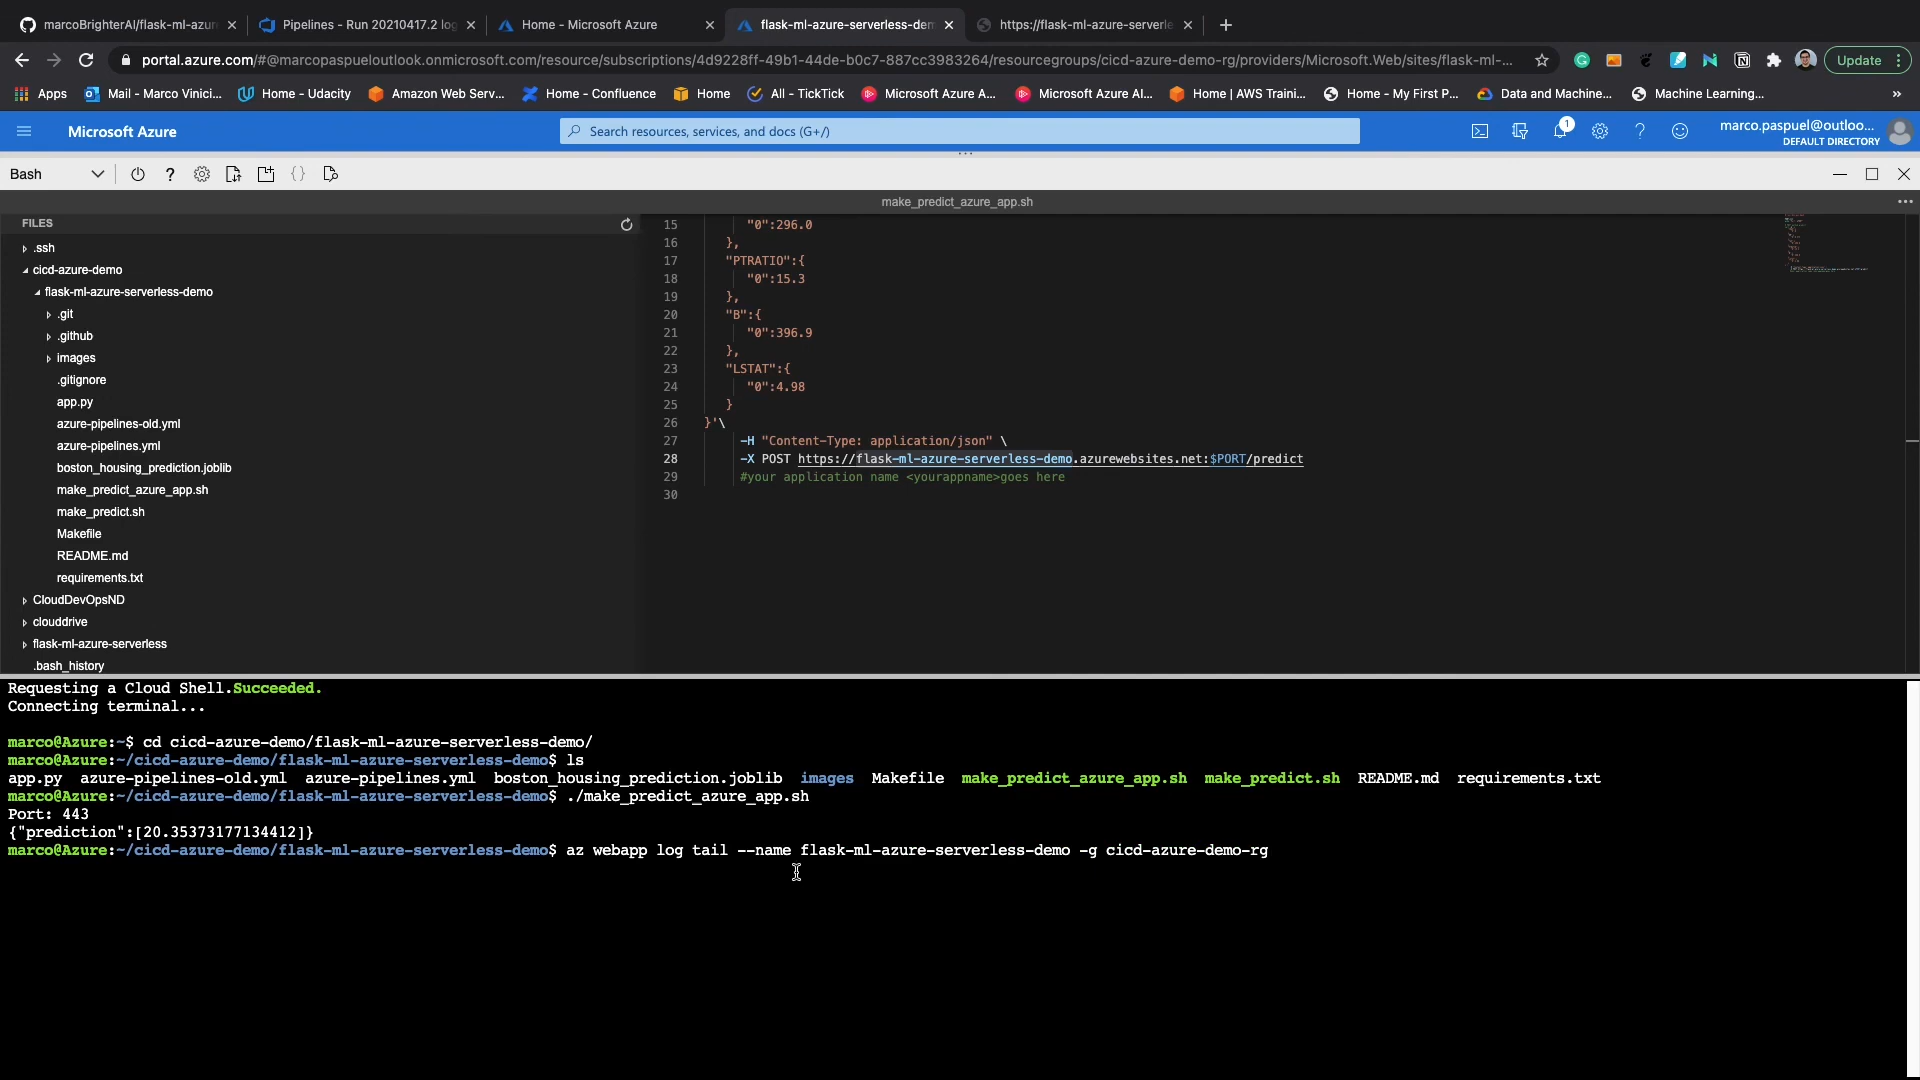 marcoBrighterAI/flask-ml-azur
Pipelines - Run 20210417.2 log
Home - Microsoft Azure
flask-ml-azure-serverless-dem
https://flask-ml-azure-serverle
portal.azure.com/#@marcopaspueloutlook.onmicrosoft.com/resource/subscriptions/4d9228ff-49b1-44de-b0c7-887cc3983264/resourcegroups/cicd-azure-demo-rg/providers/Microsoft.Web/sites/flask-ml-...
Update
Apps
Mail - Marco Vinici...
Home - Udacity
Amazon Web Serv...
Home - Confluence
Home
All - TickTick
Microsoft Azure A...
Microsoft Azure AI...
Home | AWS Traini...
Home - My First P...
Data and Machine...
Machine Learning...
»
Microsoft Azure
Search resources, services, and docs (G+/)
1
marco.paspuel@outloo...
DEFAULT DIRECTORY
Bash
make_predict_azure_app.sh
FILES
.ssh
cicd-azure-demo
flask-ml-azure-serverless-demo
.git
.github
images
.gitignore
app.py
azure-pipelines-old.yml
azure-pipelines.yml
boston_housing_prediction.joblib
make_predict_azure_app.sh
make_predict.sh
Makefile
README.md
requirements.txt
CloudDevOpsND
clouddrive
flask-ml-azure-serverless
.bash_history
15 "0":296.0
16 },
17 "PTRATIO":{
18 "0":15.3
19 },
20 "B":{
21 "0":396.9
22 },
23 "LSTAT":{
24 "0":4.98
25 }
26 }'\
27 -H "Content-Type: application/json" \
28 -X POST https://flask-ml-azure-serverless-demo.azurewebsites.net:$PORT/predict
29 #your application name <yourappname>goes here
30
Requesting a Cloud Shell.Succeeded.
Connecting terminal...
marco@Azure:~$ cd cicd-azure-demo/flask-ml-azure-serverless-demo/
marco@Azure:~/cicd-azure-demo/flask-ml-azure-serverless-demo$ ls
app.py azure-pipelines-old.yml azure-pipelines.yml boston_housing_prediction.joblib images Makefile make_predict_azure_app.sh make_predict.sh README.md requirements.txt
marco@Azure:~/cicd-azure-demo/flask-ml-azure-serverless-demo$ ./make_predict_azure_app.sh
Port: 443
{"prediction":[20.35373177134412]}
marco@Azure:~/cicd-azure-demo/flask-ml-azure-serverless-demo$ az webapp log tail --name flask-ml-azure-serverless-demo -g cicd-azure-demo-rg